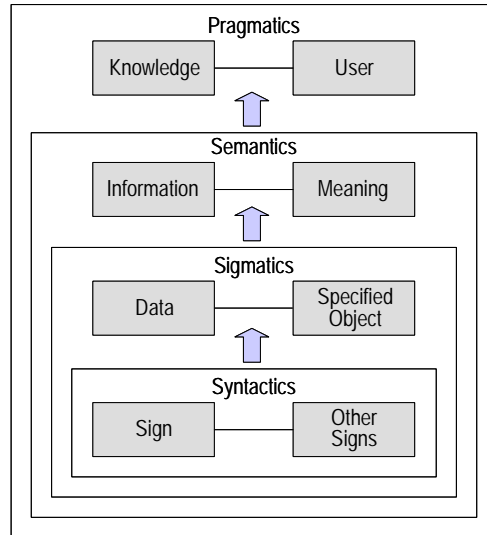 Pragmatics
Knowledge
User
Semantics
Information
Meaning
Sigmatics
Data
Specified
Object
Syntactics
Sign
Other
Signs